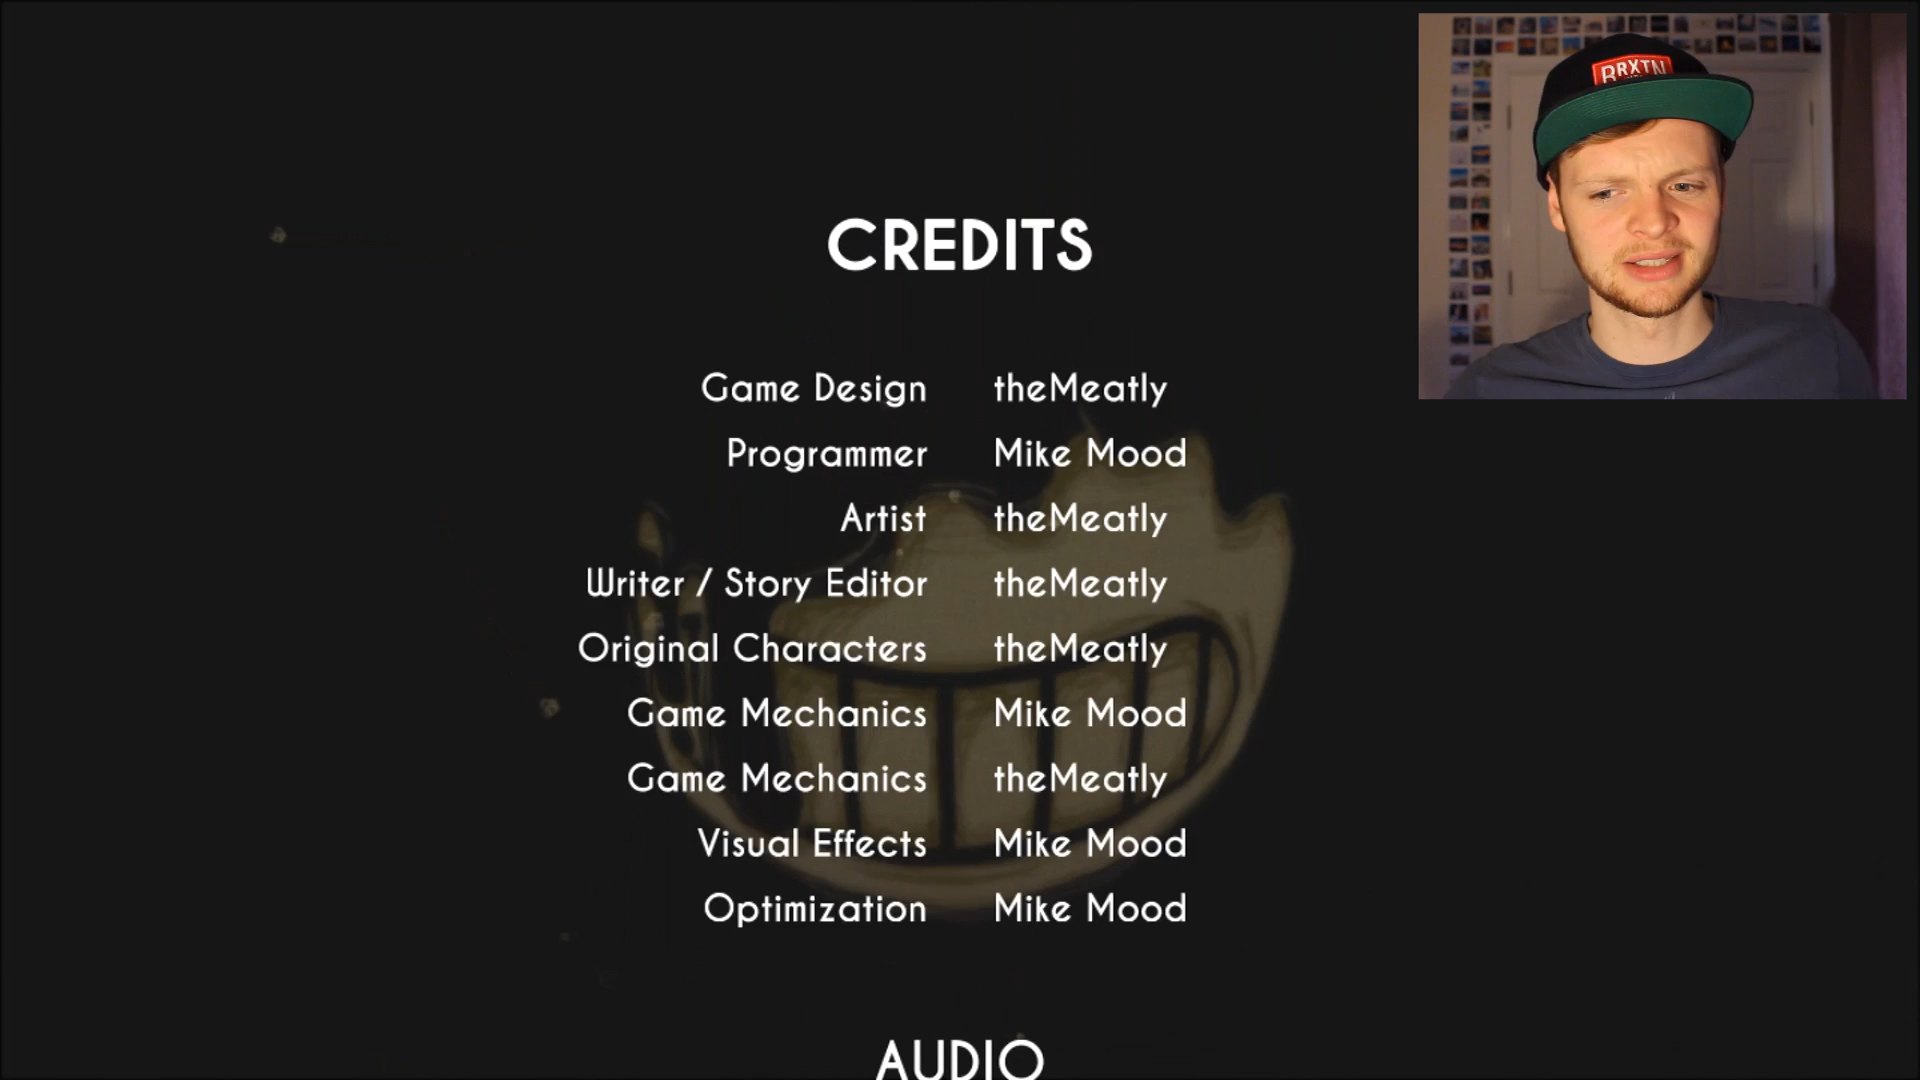 BRXTN
CREDITS
Game Design theMeatly
Programmer Mike Mood
Artist theMeatly
Writer / Story Editor theMeatly
Original Characters theMeatly
Game Mechanics Mike Mood
Game Mechanics theMeatly
Visual Effects Mike Mood
Optimization Mike Mood
AUDIO